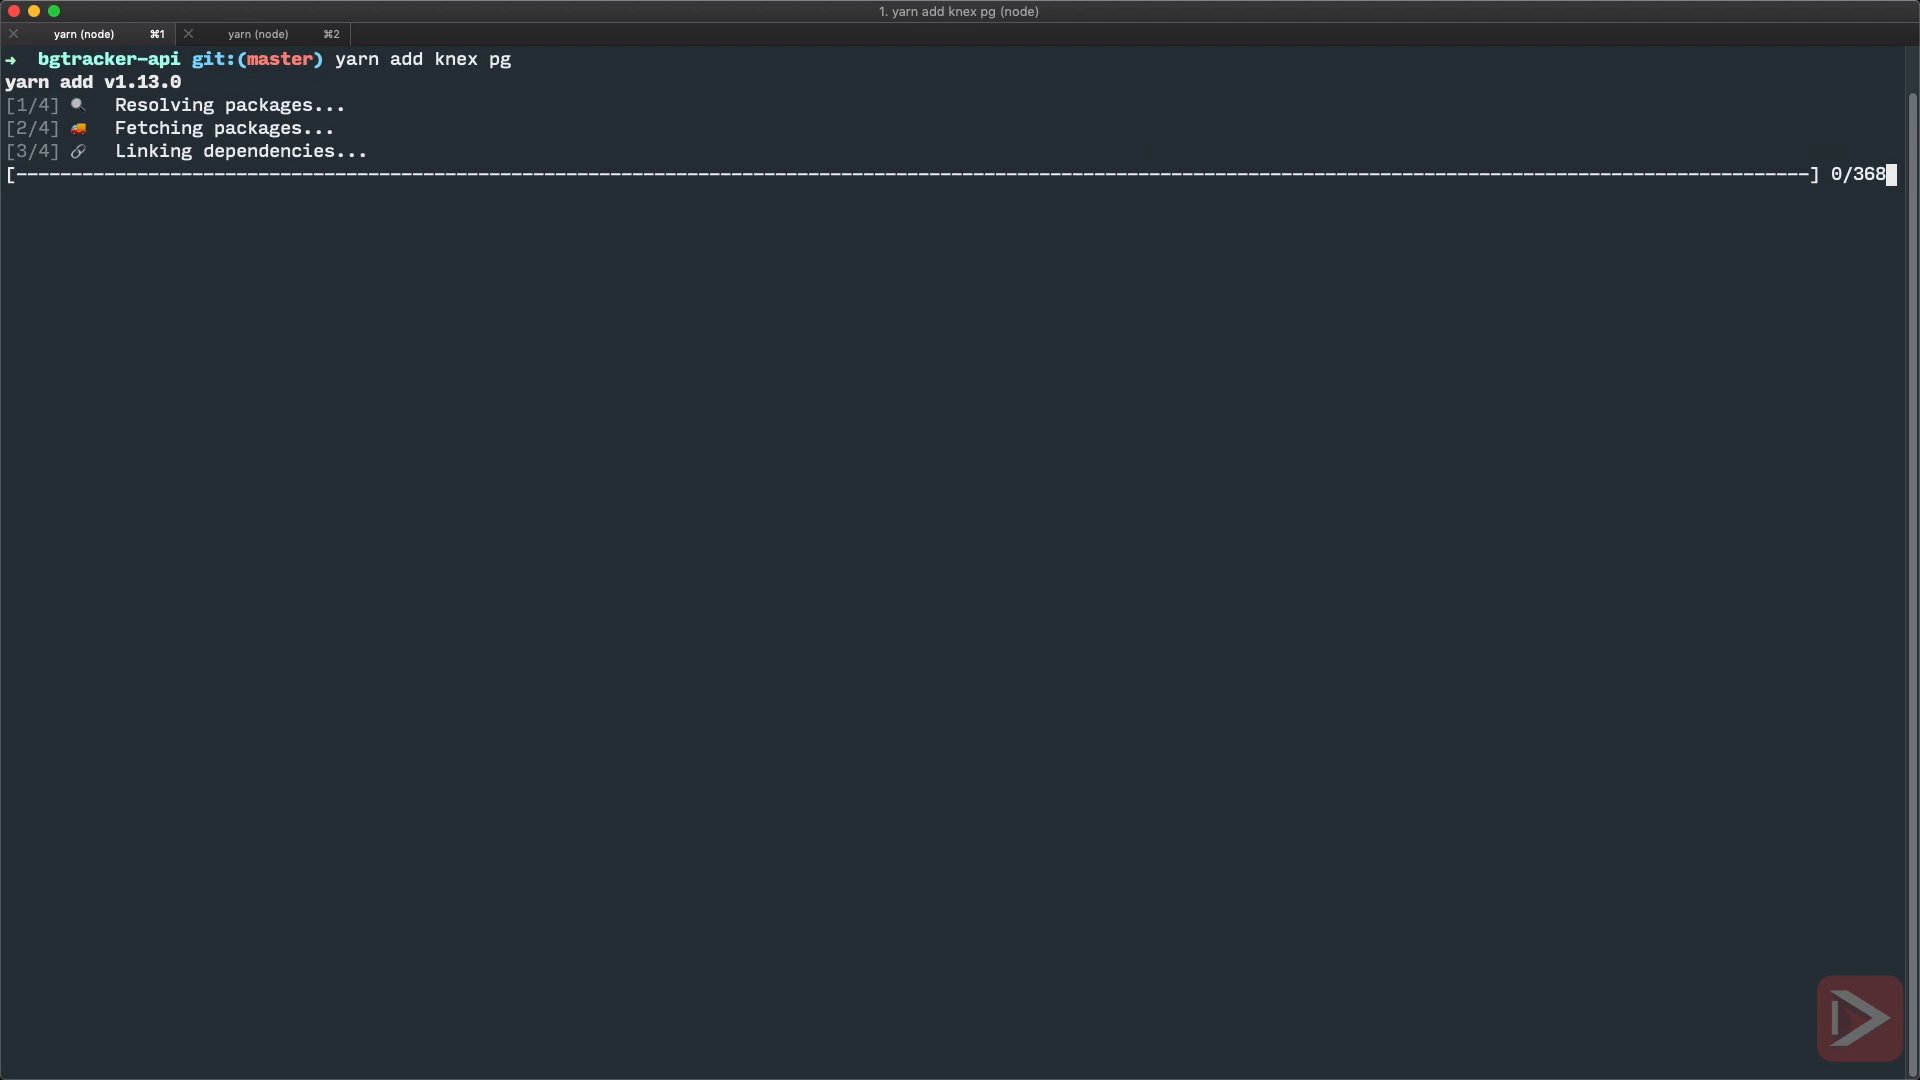 1. yarn add knex pg (node)
yarn (node) ⌘1 yarn (node) ⌘2
➜ bgtracker-api git:(master) yarn add knex pg
yarn add v1.13.0
[1/4] 🔍 Resolving packages...
[2/4] 🚚 Fetching packages...
[3/4] 🔗 Linking dependencies...
[-------------------------------------------------------------------------------------------------------------------------------------------------------------------] 0/368